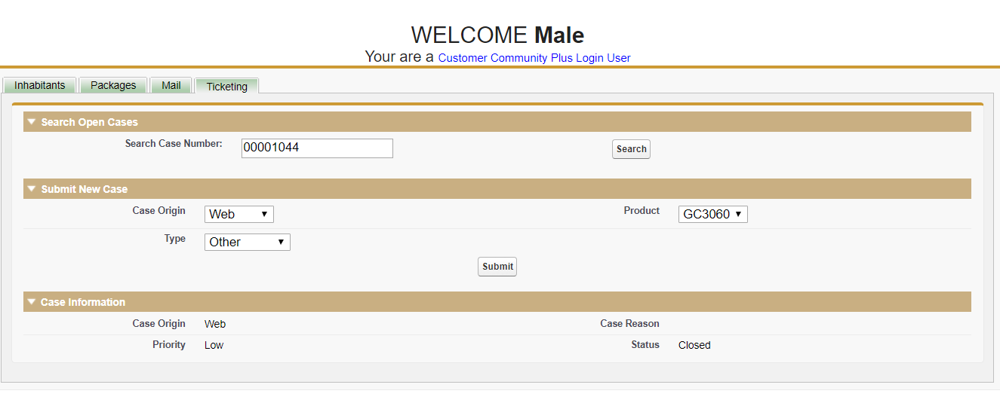 WELCOME Male
Your are a Customer Community Plus Login User
Inhabitants Packages Mail Ticketing
Search Open Cases
Search Case Number: 00001044 Search
Submit New Case
Case Origin Web Product GC3060
Type Other
Submit
Case Information
Case Origin Web Case Reason
Priority Low Status Closed